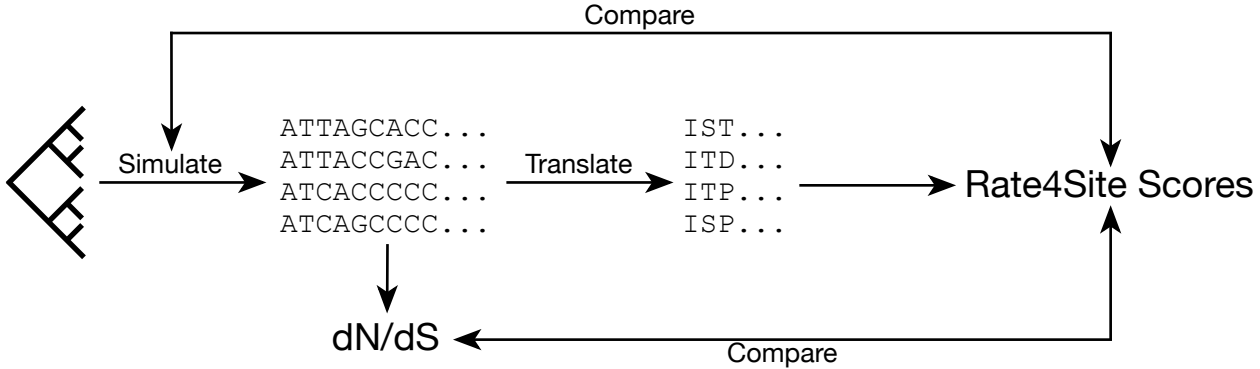 Compare
Simulate
ATTAGCACC...
ATTACCGAC...
ATCACCCCC...
ATCAGCCCC...
Translate
IST...
ITD...
ITP...
ISP...
Rate4Site Scores
dN/dS
Compare